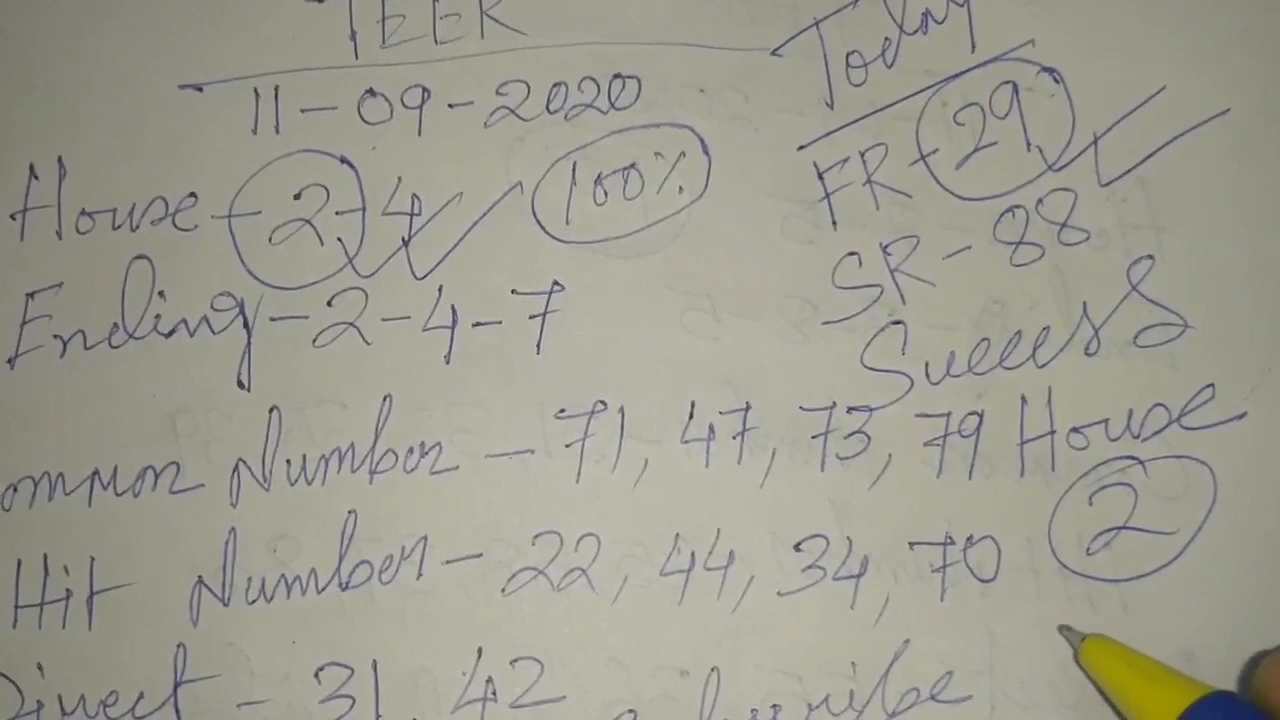 TEER
11-09-2020
House - 2 - 4 100%
Ending - 2 - 4 - 7
Common Number - 71, 47, 73, 79
Hit Number - 22, 44, 34, 70
Direct - 31, 42
Today
FR - 29
SR - 88
Success
House
2